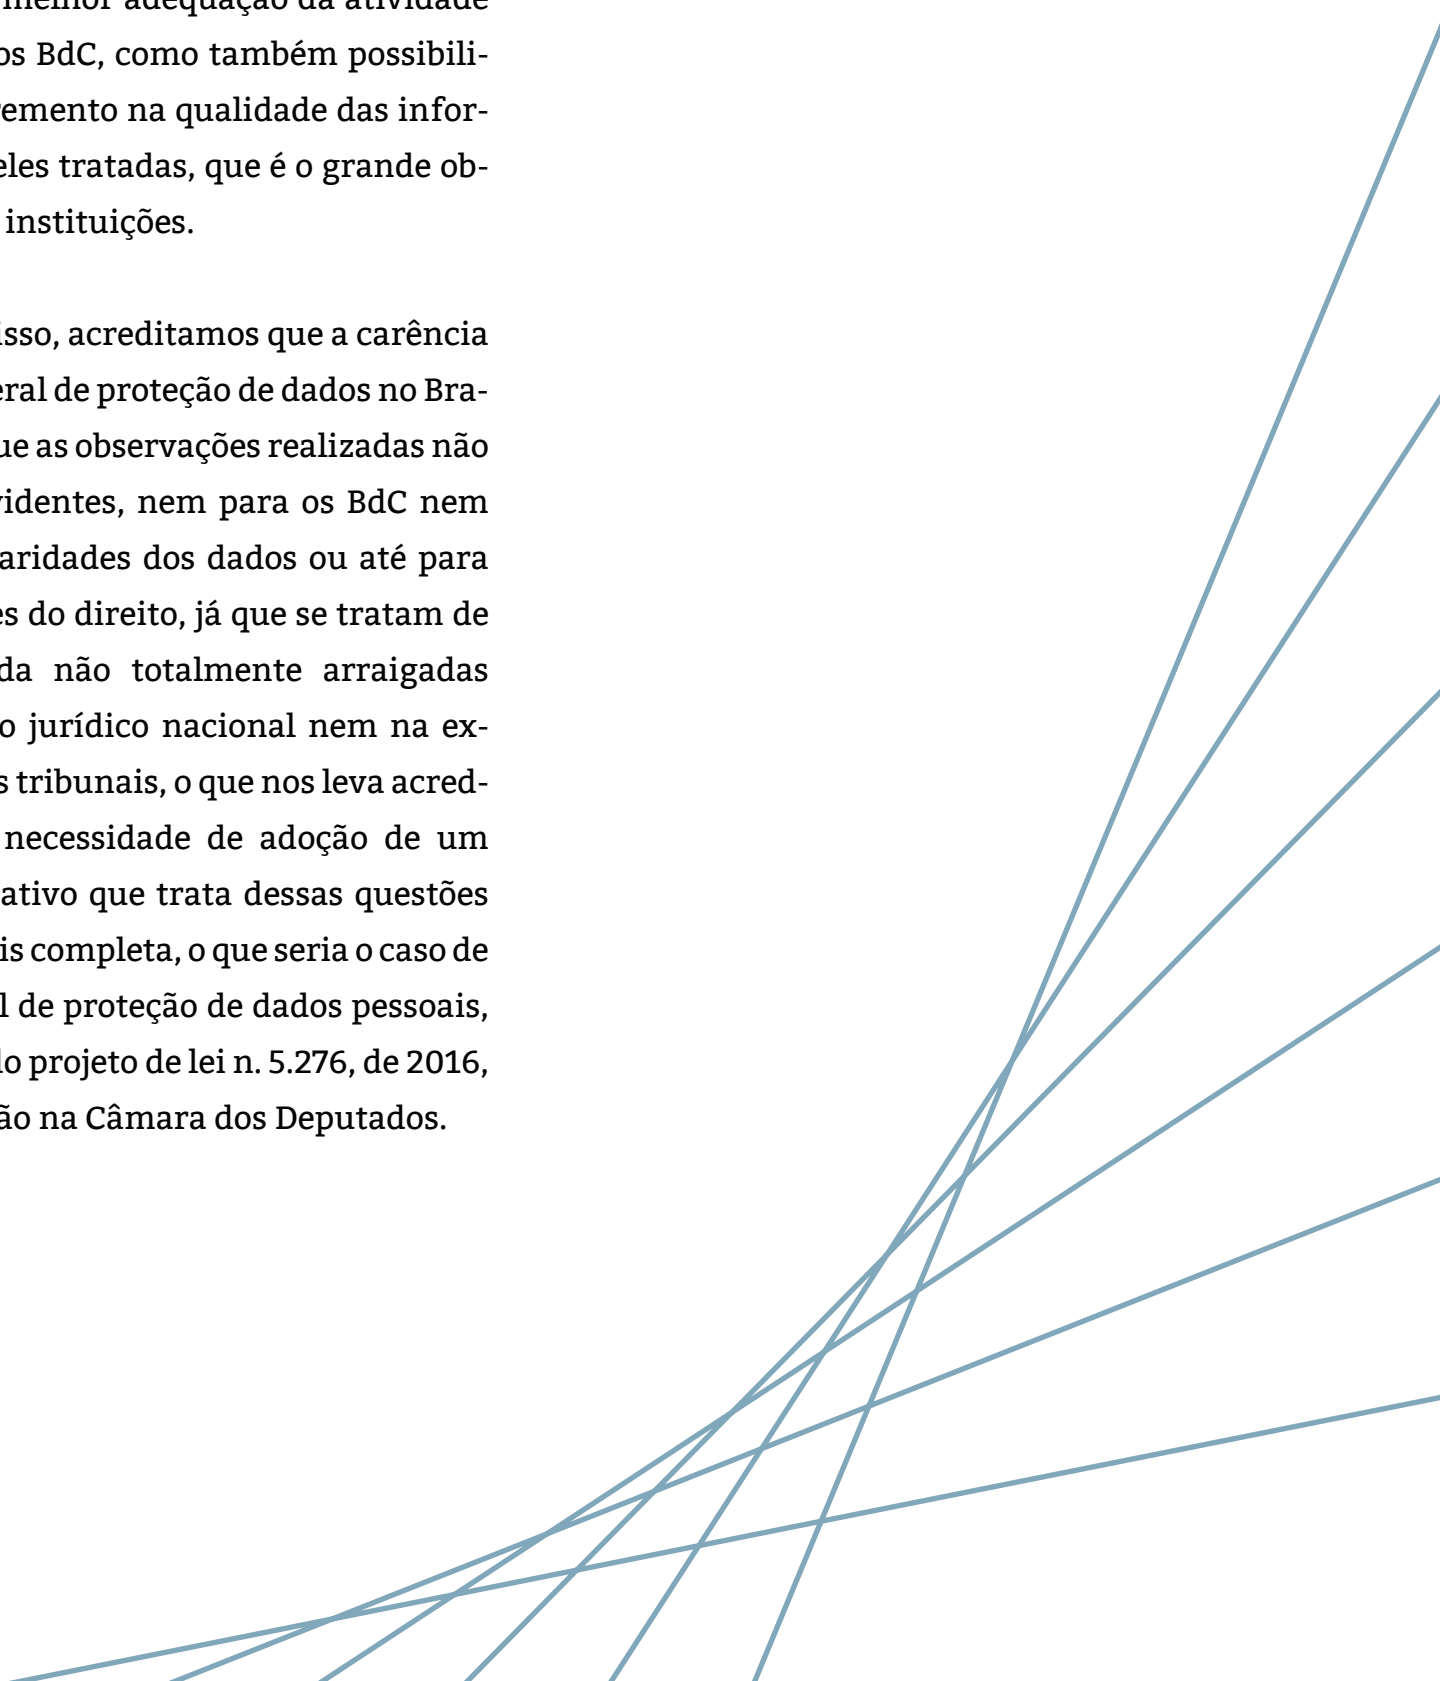 melhor adequação da atividade
os BdC, como também possibili-
emento na qualidade das infor-
eles tratadas, que é o grande ob-
instituições.
isso, acreditamos que a carência
eral de proteção de dados no Bra-
ue as observações realizadas não
videntes, nem para os BdC nem
aridades dos dados ou até para
es do direito, já que se tratam de
da não totalmente arraigadas
o jurídico nacional nem na ex-
s tribunais, o que nos leva acred-
necessidade de adoção de um
ativo que trata dessas questões
is completa, o que seria o caso de
l de proteção de dados pessoais,
do projeto de lei n. 5.276, de 2016,
ão na Câmara dos Deputados.